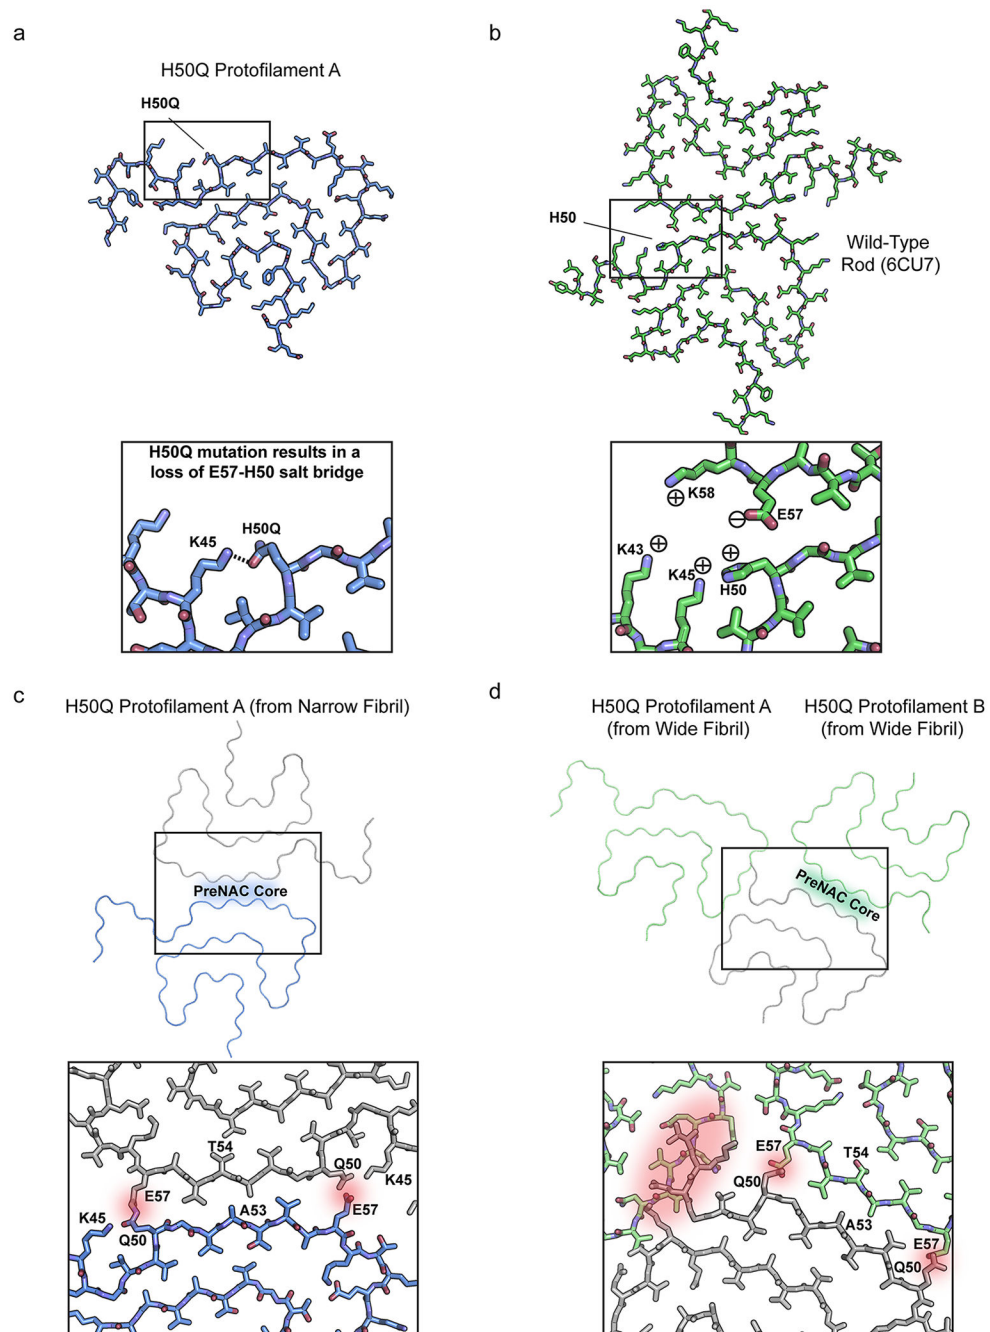 a
H50Q Protofilament A
H50Q
H50Q mutation results in a
loss of E57-H50 salt bridge
K45
H50Q
b
H50
Wild-Type
Rod (6CU7)
K58
⊕
E57
⊖
K43
⊕
⊕
⊕
K45
H50
c
H50Q Protofilament A (from Narrow Fibril)
PreNAC Core
T54
Q50
K45
E57
E57
K45
A53
Q50
d
H50Q Protofilament A
(from Wide Fibril)
H50Q Protofilament B
(from Wide Fibril)
PreNAC Core
E57
T54
Q50
A53
E57
Q50